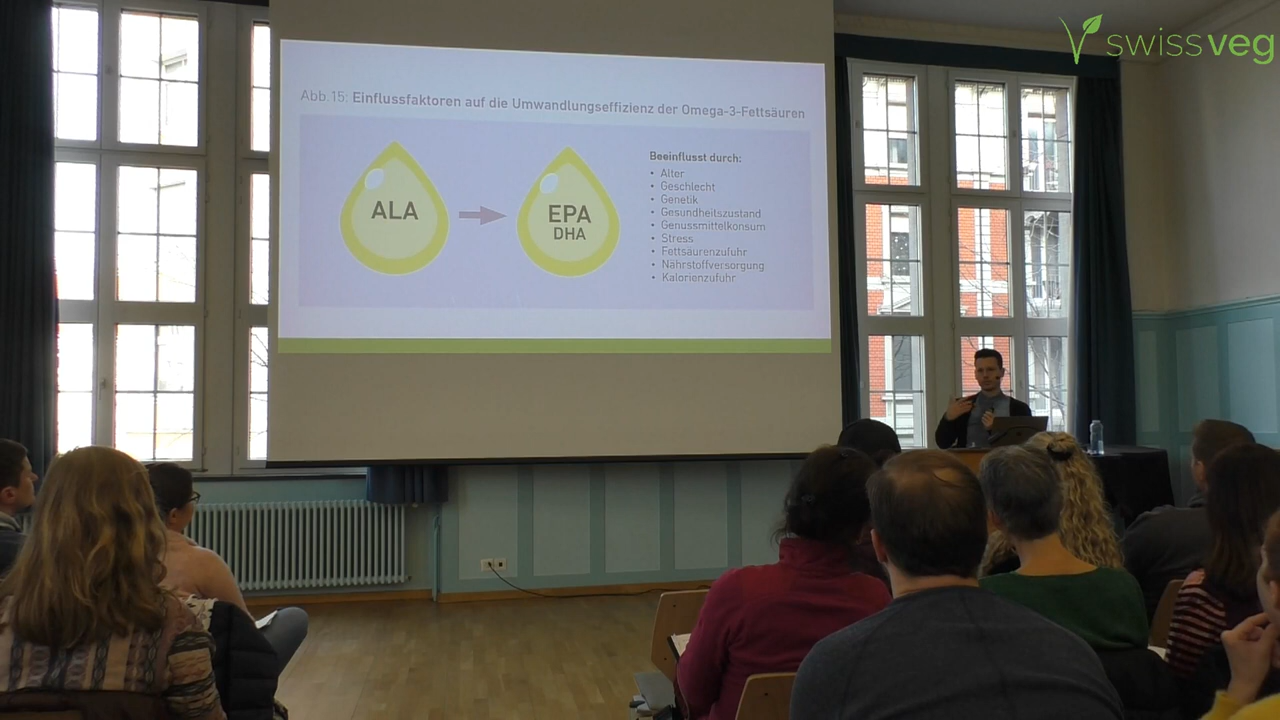 swissveg
Abb.15: Einflussfaktoren auf die Umwandlungseffizienz der Omega-3-Fettsäuren
ALA
EPA
DHA
Beeinflusst durch:
• Alter
• Geschlecht
• Genetik
• Gesundheitszustand
• Genussmittelkonsum
• Stress
• Fettsäurenzufuhr
• Nährstoffversorgung
• Kalorienzufuhr